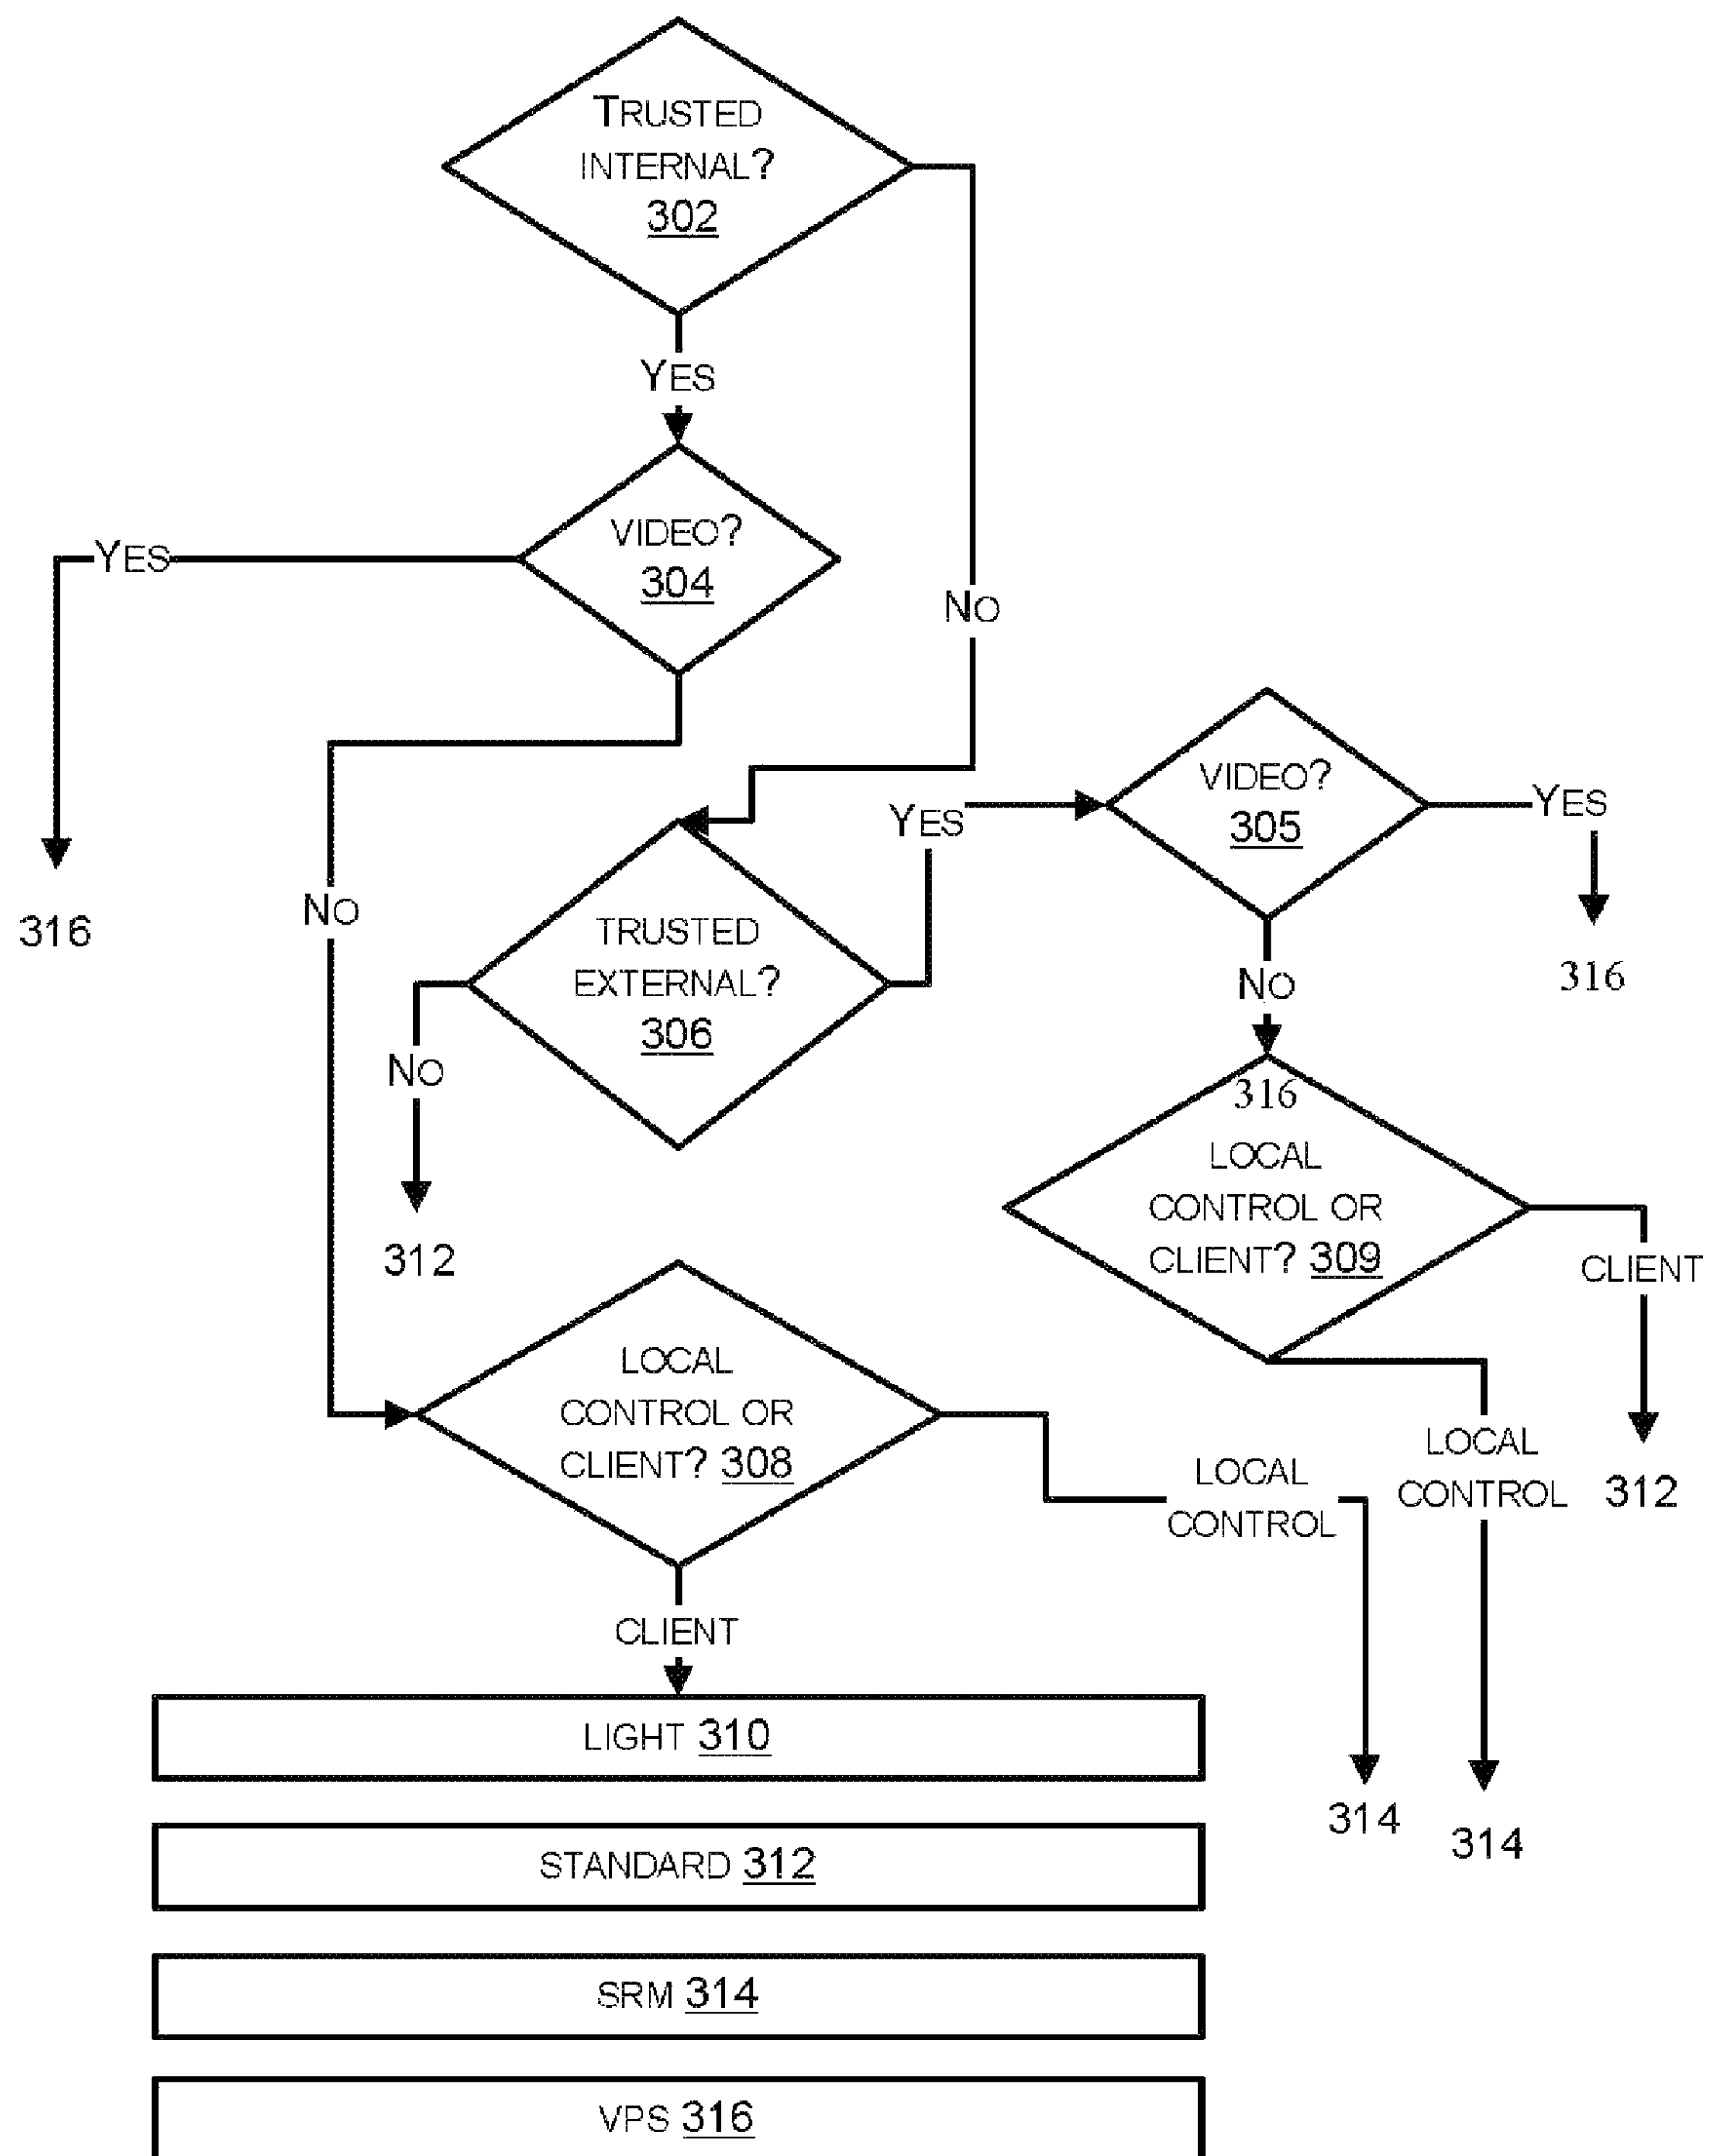 TRUSTED
INTERNAL?
302
YES
VIDEO?
304
YES
NO
VIDEO?
305
YES
YES
316
NO
TRUSTED
EXTERNAL?
306
316
NO
NO
316
LOCAL
CONTROL OR
CLIENT? 309
312
CLIENT
LOCAL
CONTROL OR
CLIENT? 308
LOCAL
CONTROL
LOCAL
CONTROL
312
CLIENT
LIGHT 310
314
314
STANDARD 312
SRM 314
VPS 316